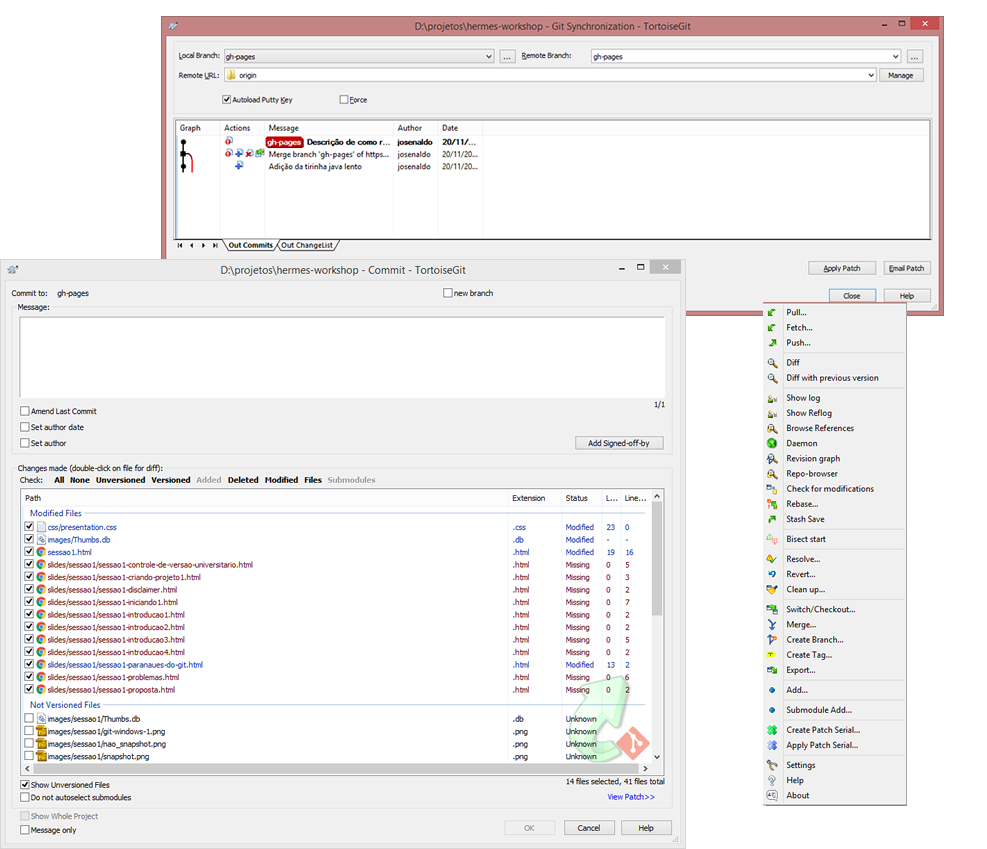 D:\projetos\hermes-workshop - Git Synchronization - TortoiseGit
Local Branch: gh-pages ... Remote Branch: gh-pages ...
Remote URL: origin Manage
Autoload Putty Key Force
Graph Actions Message Author Date
gh-pages Descrição de como r... josenaldo 20/11/...
Merge branch 'gh-pages' of https... josenaldo 20/11/20...
Adição da tirinha java lento josenaldo 20/11/20...
Out Commits Out ChangeList
Apply Patch Email Patch
Close Help
D:\projetos\hermes-workshop - Commit - TortoiseGit
Commit to: gh-pages new branch
Message:
1/1
Amend Last Commit
Set author date
Set author
Add Signed-off-by
Changes made (double-click on file for diff):
Check: All None Unversioned Versioned Added Deleted Modified Files Submodules
Path Extension Status L... Line...
Modified Files
css/presentation.css .css Modified 23 0
images/Thumbs.db .db Modified - -
sessao1.html .html Modified 19 16
slides/sessao1/sessao1-controle-de-versao-universitario.html .html Missing 0 5
slides/sessao1/sessao1-criando-projeto1.html .html Missing 0 3
slides/sessao1/sessao1-disclaimer.html .html Missing 0 2
slides/sessao1/sessao1-iniciando1.html .html Missing 0 7
slides/sessao1/sessao1-introducao1.html .html Missing 0 2
slides/sessao1/sessao1-introducao2.html .html Missing 0 2
slides/sessao1/sessao1-introducao3.html .html Missing 0 5
slides/sessao1/sessao1-introducao4.html .html Missing 0 2
slides/sessao1/sessao1-paranaues-do-git.html .html Modified 13 2
slides/sessao1/sessao1-problemas.html .html Missing 0 6
slides/sessao1/sessao1-proposta.html .html Missing 0 2
Not Versioned Files
images/sessao1/Thumbs.db .db Unknown
images/sessao1/git-windows-1.png .png Unknown
images/sessao1/nao_snapshot.png .png Unknown
images/sessao1/snapshot.png .png Unknown
Show Unversioned Files
14 files selected, 41 files total
Do not autoselect submodules
View Patch>>
Show Whole Project
Message only
OK Cancel Help
Pull...
Fetch...
Push...
Diff
Diff with previous version
Show log
Show Reflog
Browse References
Daemon
Revision graph
Repo-browser
Check for modifications
Rebase...
Stash Save
Bisect start
Resolve...
Revert...
Clean up...
Switch/Checkout...
Merge...
Create Branch...
Create Tag...
Export...
Add...
Submodule Add...
Create Patch Serial...
Apply Patch Serial...
Settings
Help
About